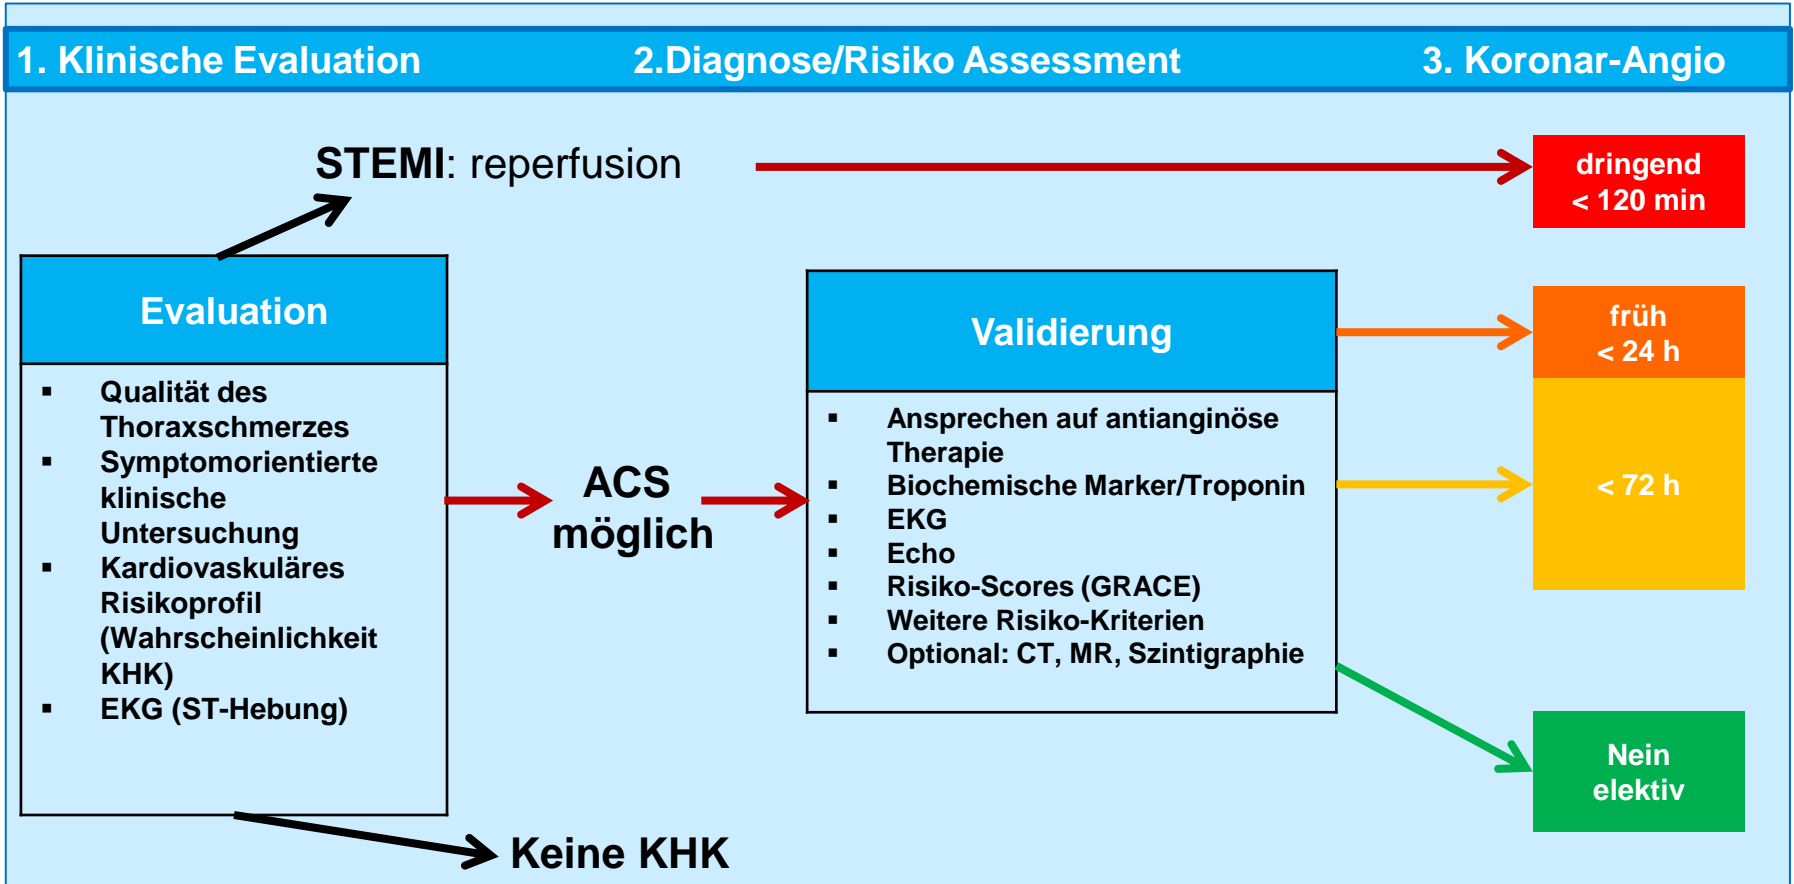 1. Klinische Evaluation
2.Diagnose/Risiko Assessment
3. Koronar-Angio
STEMI: reperfusion
dringend
< 120 min
Evaluation
▪ Qualität des
Thoraxschmerzes
▪ Symptomorientierte
klinische
Untersuchung
▪ Kardiovaskuläres
Risikoprofil
(Wahrscheinlichkeit
KHK)
▪ EKG (ST-Hebung)
ACS
möglich
Validierung
▪ Ansprechen auf antianginöse
Therapie
▪ Biochemische Marker/Troponin
▪ EKG
▪ Echo
▪ Risiko-Scores (GRACE)
▪ Weitere Risiko-Kriterien
▪ Optional: CT, MR, Szintigraphie
früh
< 24 h
< 72 h
Nein
elektiv
Keine KHK